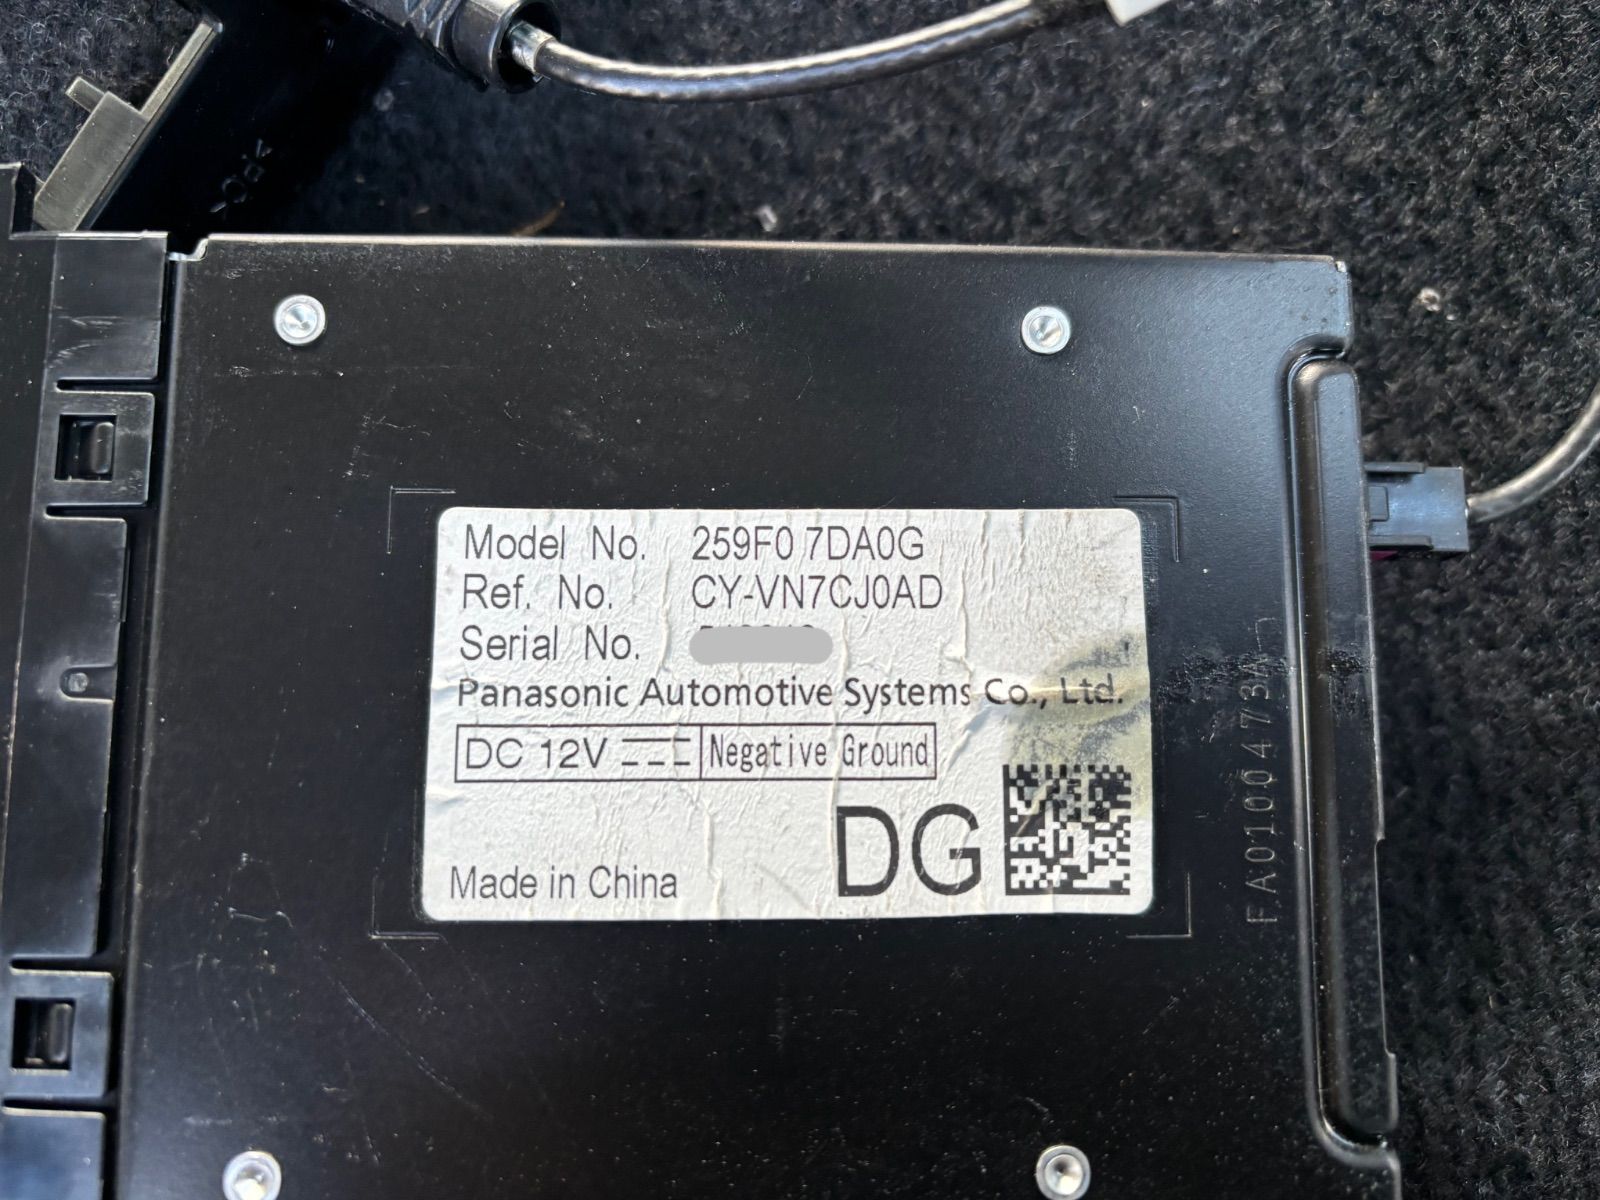 >PC<
Model No. 259F0 7DA0G
Ref. No. CY-VN7CJ0AD
Serial No.
Panasonic Automotive Systems Co., Ltd.
DC 12V Negative Ground
DG
Made in China